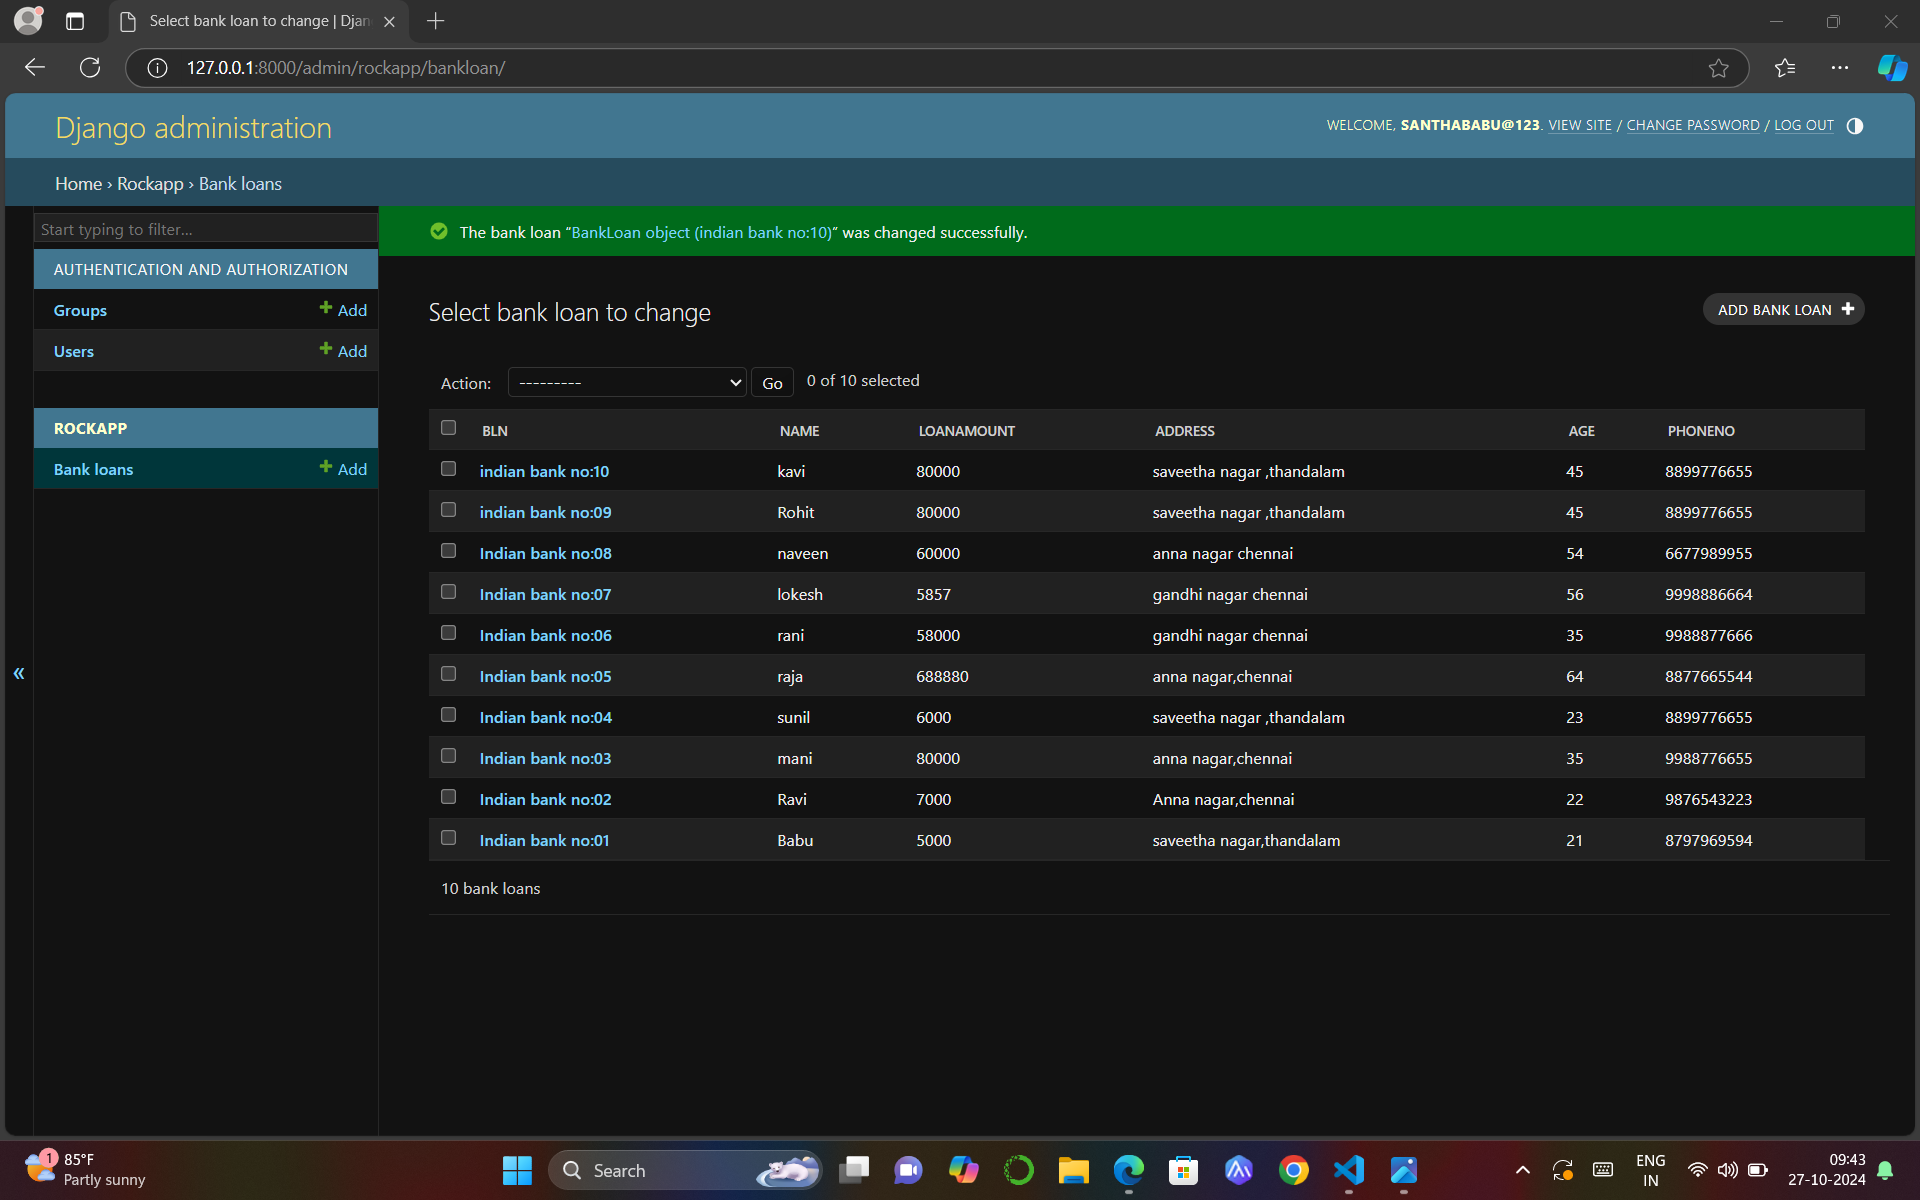 Select bank loan to change | Djan
127.0.0.1:8000/admin/rockapp/bankloan/
Django administration
WELCOME, SANTHABABU@123. VIEW SITE / CHANGE PASSWORD / LOG OUT
Home › Rockapp › Bank loans
Start typing to filter...
AUTHENTICATION AND AUTHORIZATION
Groups Add
Users Add
ROCKAPP
Bank loans Add
«
The bank loan “BankLoan object (indian bank no:10)” was changed successfully.
Select bank loan to change
ADD BANK LOAN
Action: --------- Go 0 of 10 selected
BLN NAME LOANAMOUNT ADDRESS AGE PHONENO
indian bank no:10 kavi 80000 saveetha nagar ,thandalam 45 8899776655
indian bank no:09 Rohit 80000 saveetha nagar ,thandalam 45 8899776655
Indian bank no:08 naveen 60000 anna nagar chennai 54 6677989955
Indian bank no:07 lokesh 5857 gandhi nagar chennai 56 9998886664
Indian bank no:06 rani 58000 gandhi nagar chennai 35 9988877666
Indian bank no:05 raja 688880 anna nagar,chennai 64 8877665544
Indian bank no:04 sunil 6000 saveetha nagar ,thandalam 23 8899776655
Indian bank no:03 mani 80000 anna nagar,chennai 35 9988776655
Indian bank no:02 Ravi 7000 Anna nagar,chennai 22 9876543223
Indian bank no:01 Babu 5000 saveetha nagar,thandalam 21 8797969594
10 bank loans
1
85°F
Partly sunny
Search
ENG
IN
09:43
27-10-2024